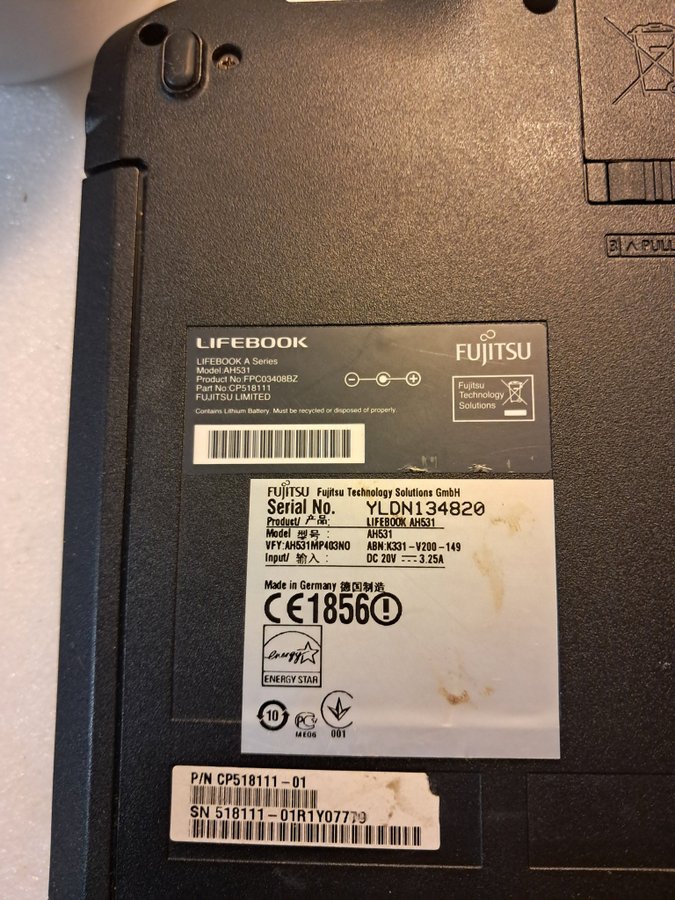 3 PULL
LIFEBOOK
FUJITSU
LIFEBOOK A Series
Model:AH531
Product No:FPC03408BZ
Part No:CP518111
FUJITSU LIMITED
Fujitsu
Technology
Solutions
Contains Lithium Battery. Must be recycled or disposed of properly.
FUJITSU Fujitsu Technology Solutions GmbH
Serial No. YLDN134820
Product/ 产品: LIFEBOOK AH531
Model 型号: AH531
VFY:AH531MP403NO ABN:K331-V200-149
Input/ 输入: DC 20V 3.25A
Made in Germany 德国制造
CE1856!
energy
ENERGY STAR
10
PC
ME06
001
P/N CP518111-01
SN 518111-01R1Y07779